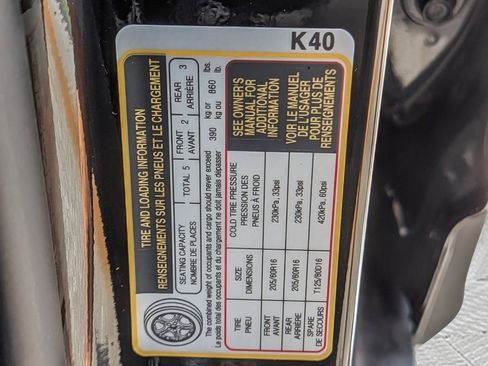 K40
TIRE AND LOADING INFORMATION
RENSEIGNEMENTS SUR LES PNEUS ET LE CHARGEMENT
SEATING CAPACITY
NOMBRE DE PLACES
TOTAL 5
FRONT
AVANT 2
REAR
ARRIÈRE 3
The combined weight of occupants and cargo should never exceed 390 kg or 860 lbs.
Le poids total des occupants et du chargement ne doit jamais dépasser 390 kg ou 860 lb.
TIRE
PNEU
SIZE
DIMENSIONS
COLD TIRE PRESSURE
PRESSION DES
PNEUS À FROID
FRONT
AVANT
205/60R16
230kPa, 33psi
REAR
ARRIÈRE
205/60R16
230kPa, 33psi
SPARE
DE SECOURS
T125/80D16
420kPa, 60psi
SEE OWNER'S
MANUAL FOR
ADDITIONAL
INFORMATION
VOIR LE MANUEL
DE L'USAGER
POUR PLUS DE
RENSEIGNEMENTS